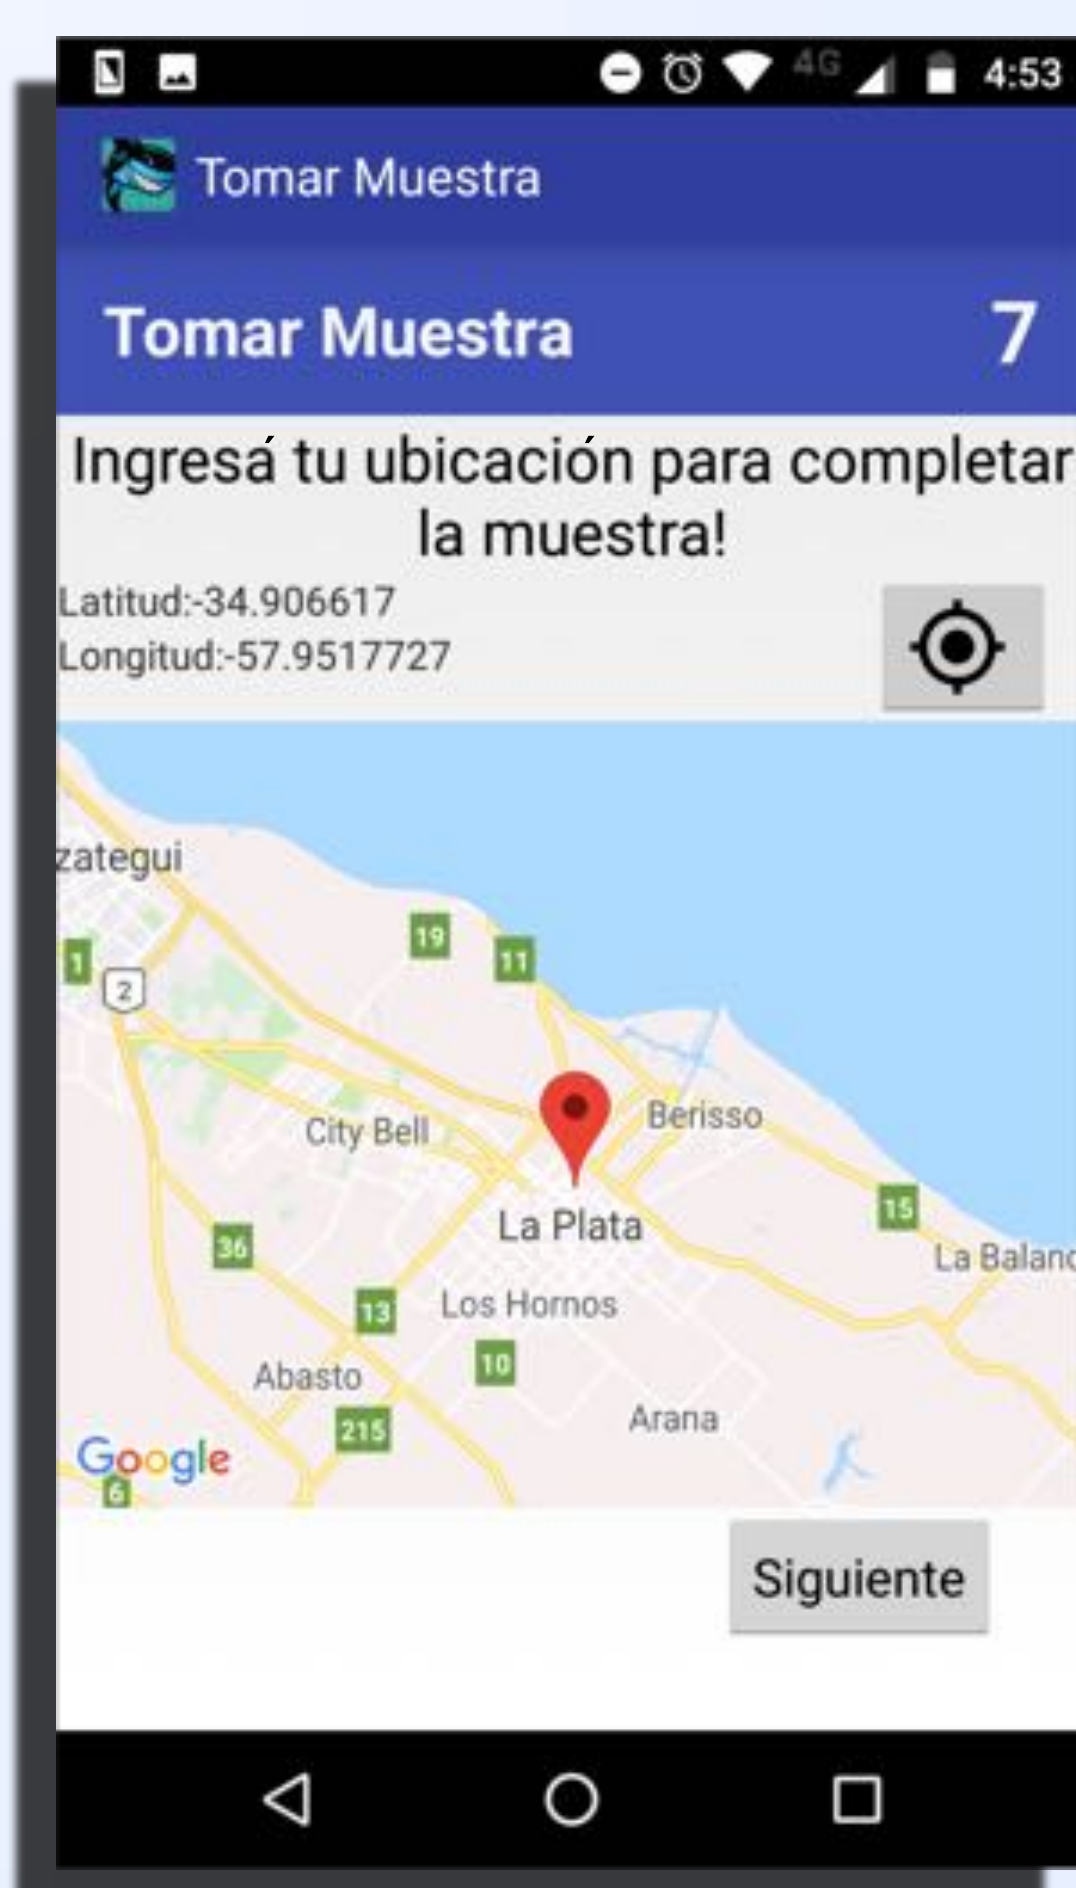 4G 4:53
Tomar Muestra
Tomar Muestra 7
Ingresá tu ubicación para completar
la muestra!
Latitud:-34.906617
Longitud:-57.9517727
zategui
19
11
1
2
City Bell
Berisso
La Plata
15
36
La Balanc
13
Los Hornos
10
Abasto
215
Arana
Google
6
Siguiente